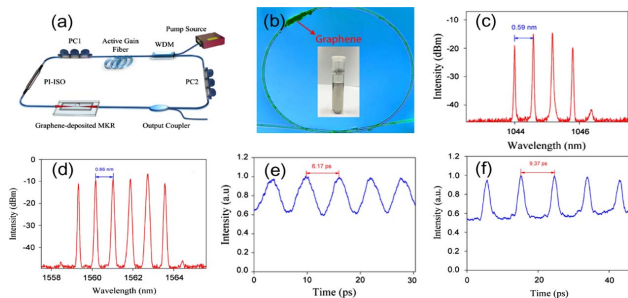 (a)
PC1
Active Gain
Fiber
WDM
Pump Source
PI-ISO
PC2
Graphene-deposited MKR
Output Coupler
(b)
Graphene
(c)
Intensity (dBm)
-10
-20
-30
-40
0.59 nm
1044
1046
Wavelength (nm)
(d)
Intensity (dBm)
0
-10
-20
-30
-40
0.86 nm
1558
1560
1562
1564
Wavelength (nm)
(e)
Intensity (a.u)
1.2
1.0
0.8
0.6
0.4
0.2
0.0
6.17 ps
0
10
20
30
Time (ps)
(f)
Intensity (a.u.)
1.2
1.0
0.8
0.6
0.4
0.2
0.0
9.37 ps
0
20
40
Time (ps)